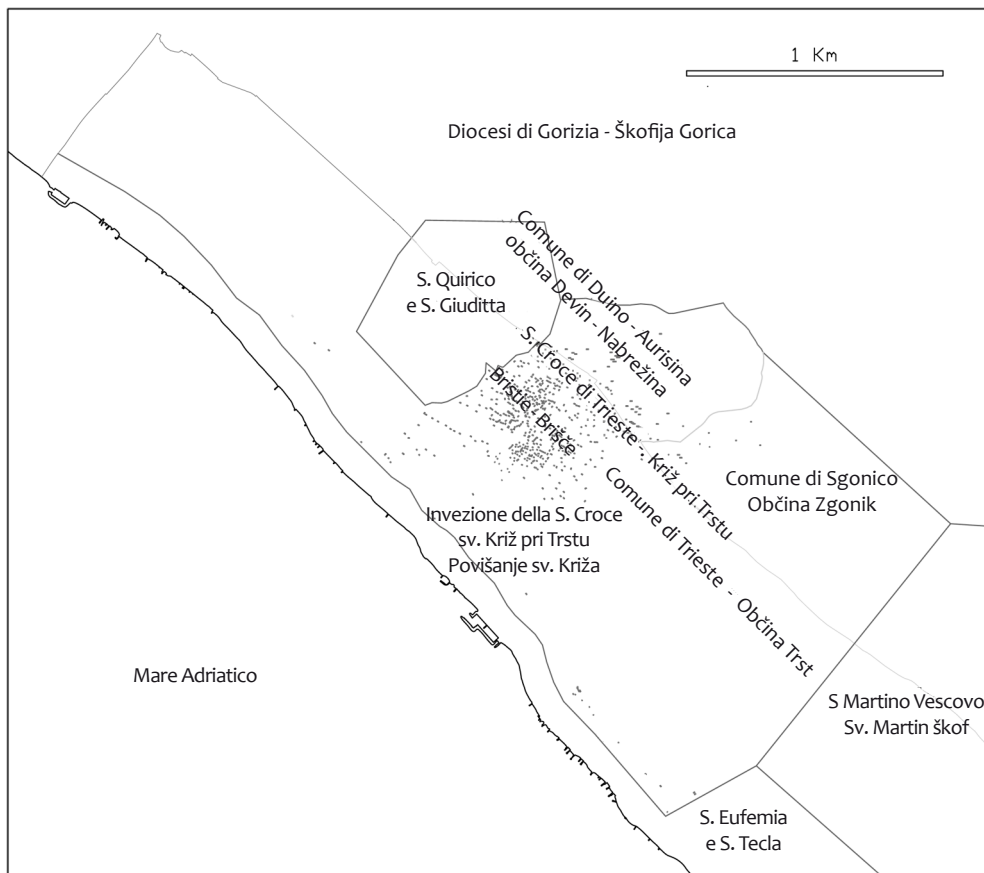 1 Km
Diocesi di Gorizia - Škofija Gorica
Comune di Duino - Aurisina
občina Devin - Nabrežina
S. Quirico
e S. Giuditta
S. Croce di Trieste - Križ pri Trstu
Bristie - Brišče
Comune di Sgonico
Občina Zgonik
Comune di Trieste - Občina Trst
Invezione della S. Croce
sv. Križ pri Trstu
Povišanje sv. Križa
Mare Adriatico
S Martino Vescovo
Sv. Martin škof
S. Eufemia
e S. Tecla